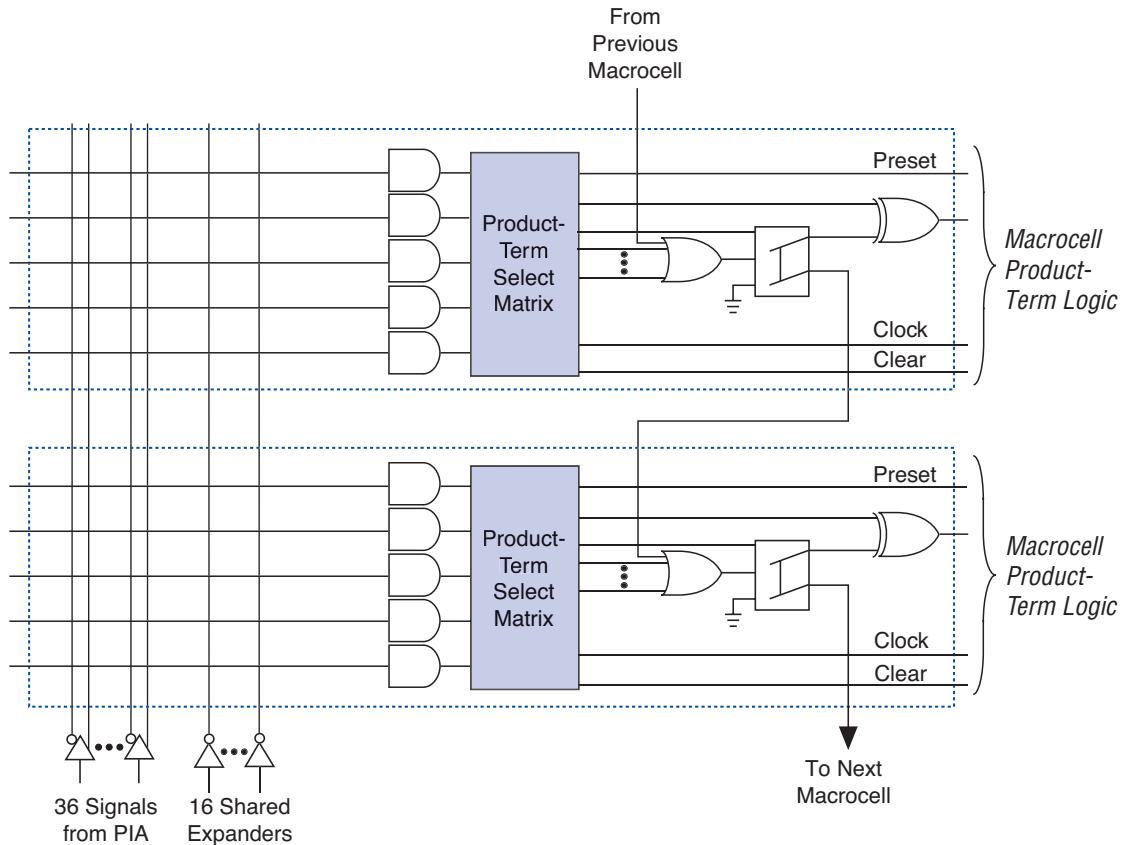 From
Previous
Macrocell
Preset
Product-
Term
Select
Matrix
Macrocell
Product-
Term Logic
Clock
Clear
Preset
Product-
Term
Select
Matrix
Macrocell
Product-
Term Logic
Clock
Clear
To Next
Macrocell
36 Signals
from PIA
16 Shared
Expanders